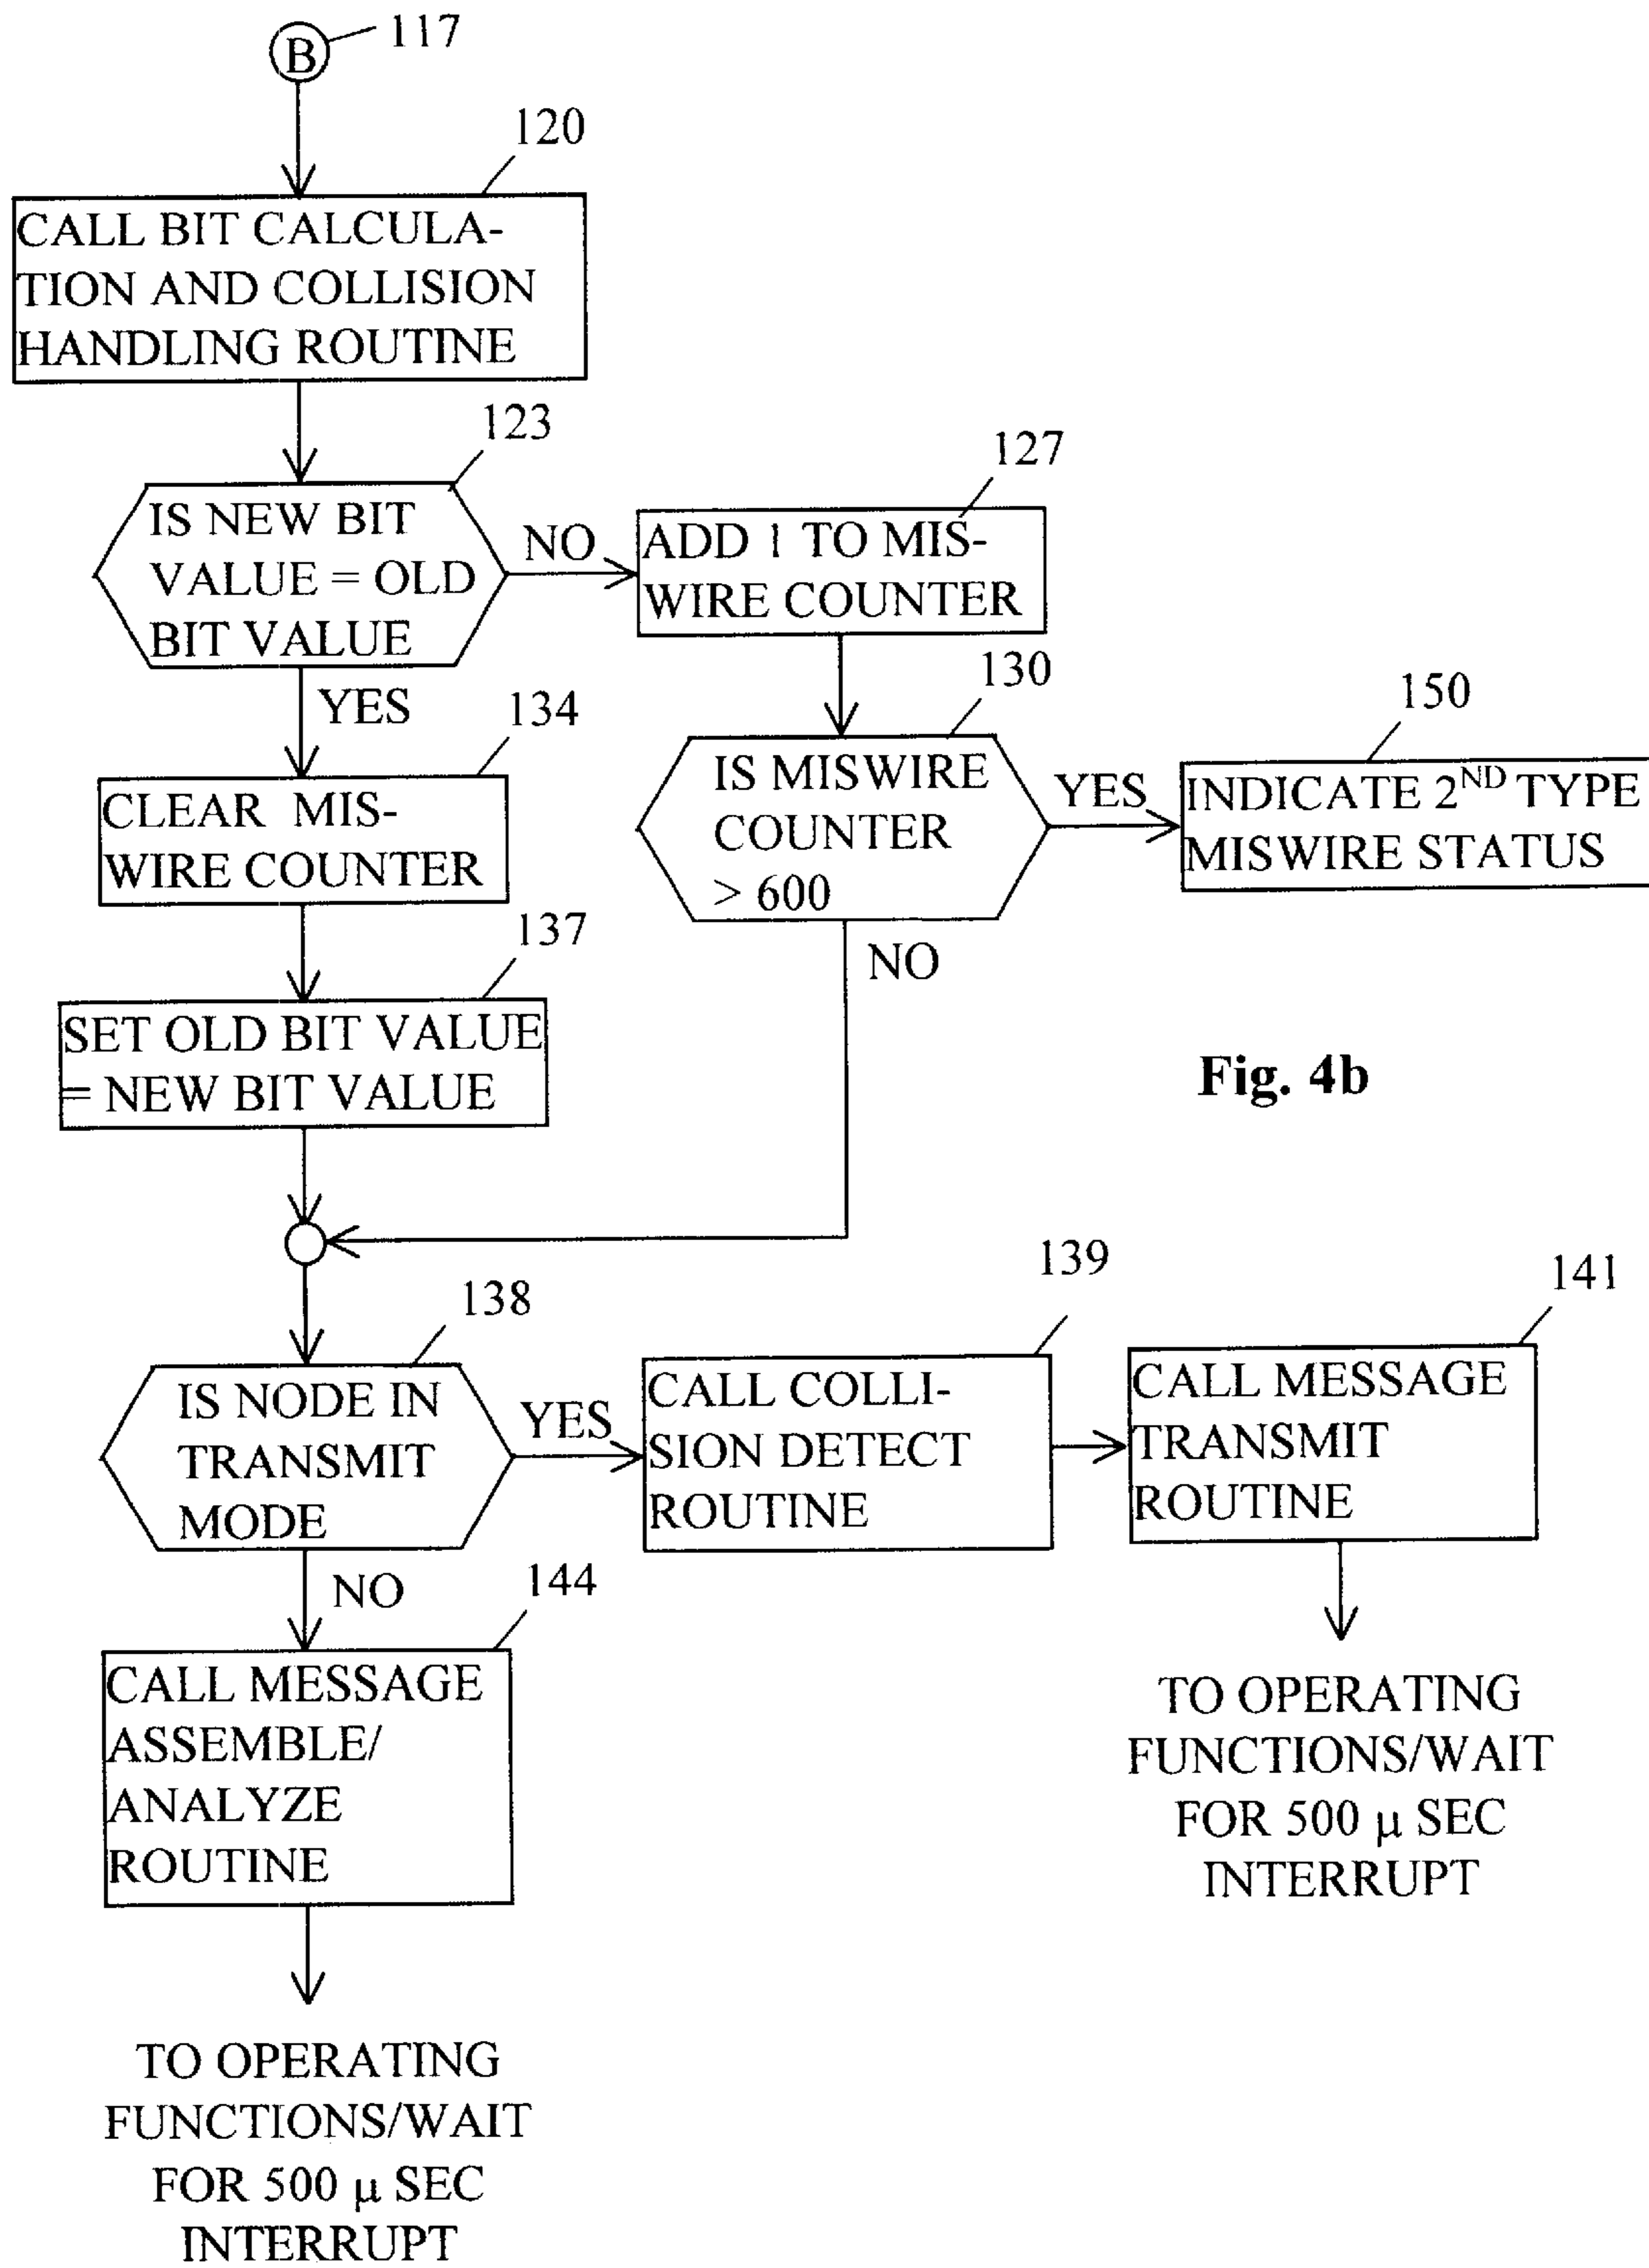 B
117
120
CALL BIT CALCULA-
TION AND COLLISION
HANDLING ROUTINE
123
IS NEW BIT
VALUE = OLD
BIT VALUE
NO
127
ADD 1 TO MIS-
WIRE COUNTER
YES
130
IS MISWIRE
COUNTER
> 600
YES
150
INDICATE 2ND TYPE
MISWIRE STATUS
NO
134
CLEAR MIS-
WIRE COUNTER
137
SET OLD BIT VALUE
= NEW BIT VALUE
Fig. 4b
138
IS NODE IN
TRANSMIT
MODE
YES
139
CALL COLLI-
SION DETECT
ROUTINE
141
CALL MESSAGE
TRANSMIT
ROUTINE
TO OPERATING
FUNCTIONS/WAIT
FOR 500 µ SEC
INTERRUPT
NO
144
CALL MESSAGE
ASSEMBLE/
ANALYZE
ROUTINE
TO OPERATING
FUNCTIONS/WAIT
FOR 500 µ SEC
INTERRUPT